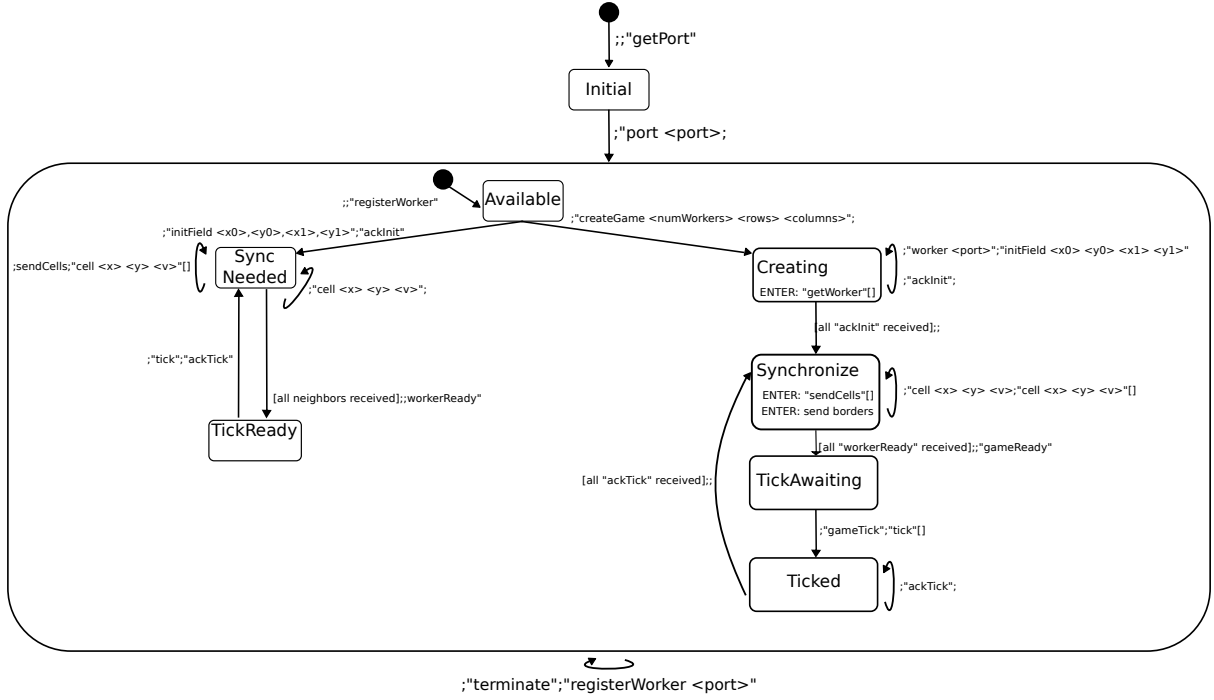 ;;"getPort"
Initial
;"port <port>;
;;"registerWorker"
Available
;"createGame <numWorkers> <rows> <columns>";
;"initField <x0>,<y0>,<x1>,<y1>";"ackInit"
;sendCells;"cell <x> <y> <v>"[]
Sync
Needed
;"cell <x> <y> <v>";
Creating
ENTER: "getWorker"[]
;"worker <port>";"initField <x0> <y0> <x1> <y1>"
;"ackInit";
[all "ackInit" received];;
;"tick";"ackTick"
[all neighbors received];;workerReady"
TickReady
Synchronize
ENTER: "sendCells"[]
ENTER: send borders
;"cell <x> <y> <v>;"cell <x> <y> <v>"[]
[all "workerReady" received];;"gameReady"
[all "ackTick" received];;
TickAwaiting
;"gameTick";"tick"[]
Ticked
;"ackTick";
;"terminate";"registerWorker <port>"